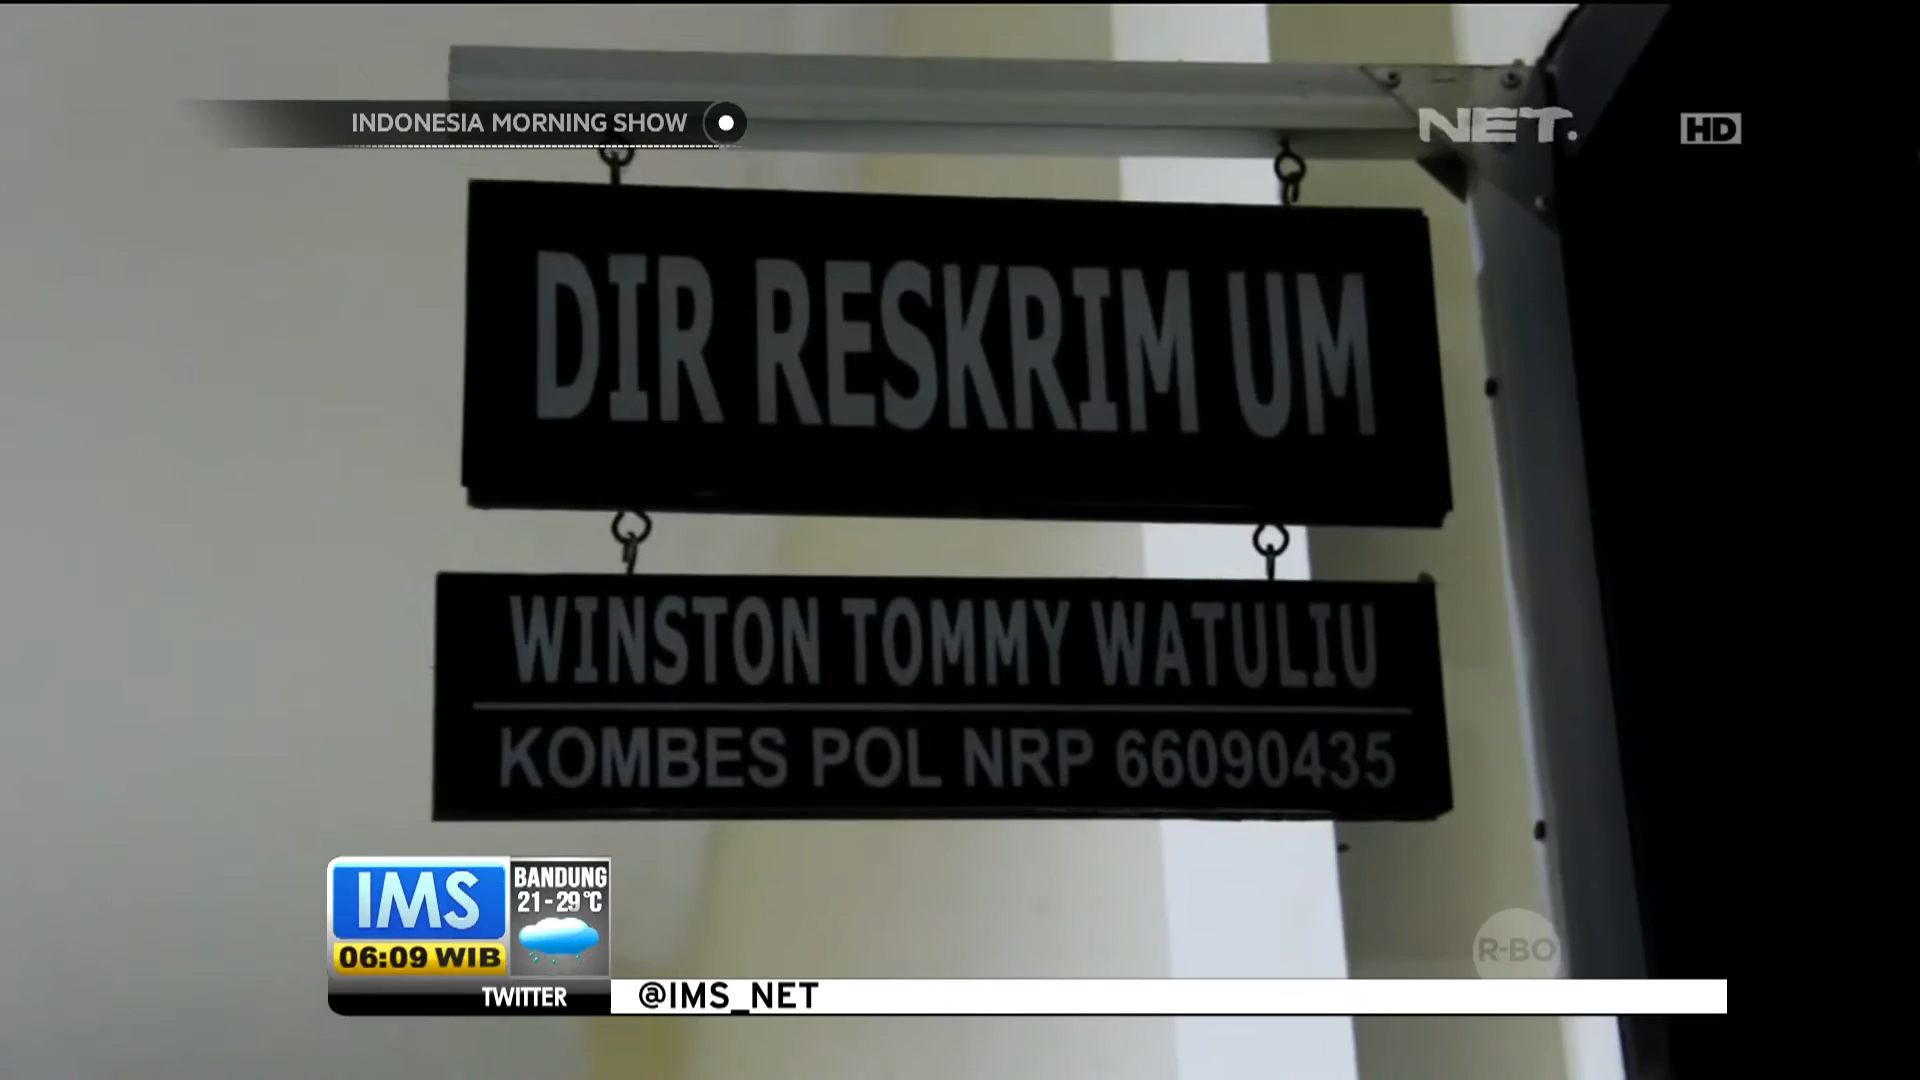 INDONESIA MORNING SHOW
NET.
HD
DIR RESKRIM UM
WINSTON TOMMY WATULIU
KOMBES POL NRP 66090435
IMS
BANDUNG
21-29°C
06:09 WIB
R-BO
TWITTER
@IMS_NET